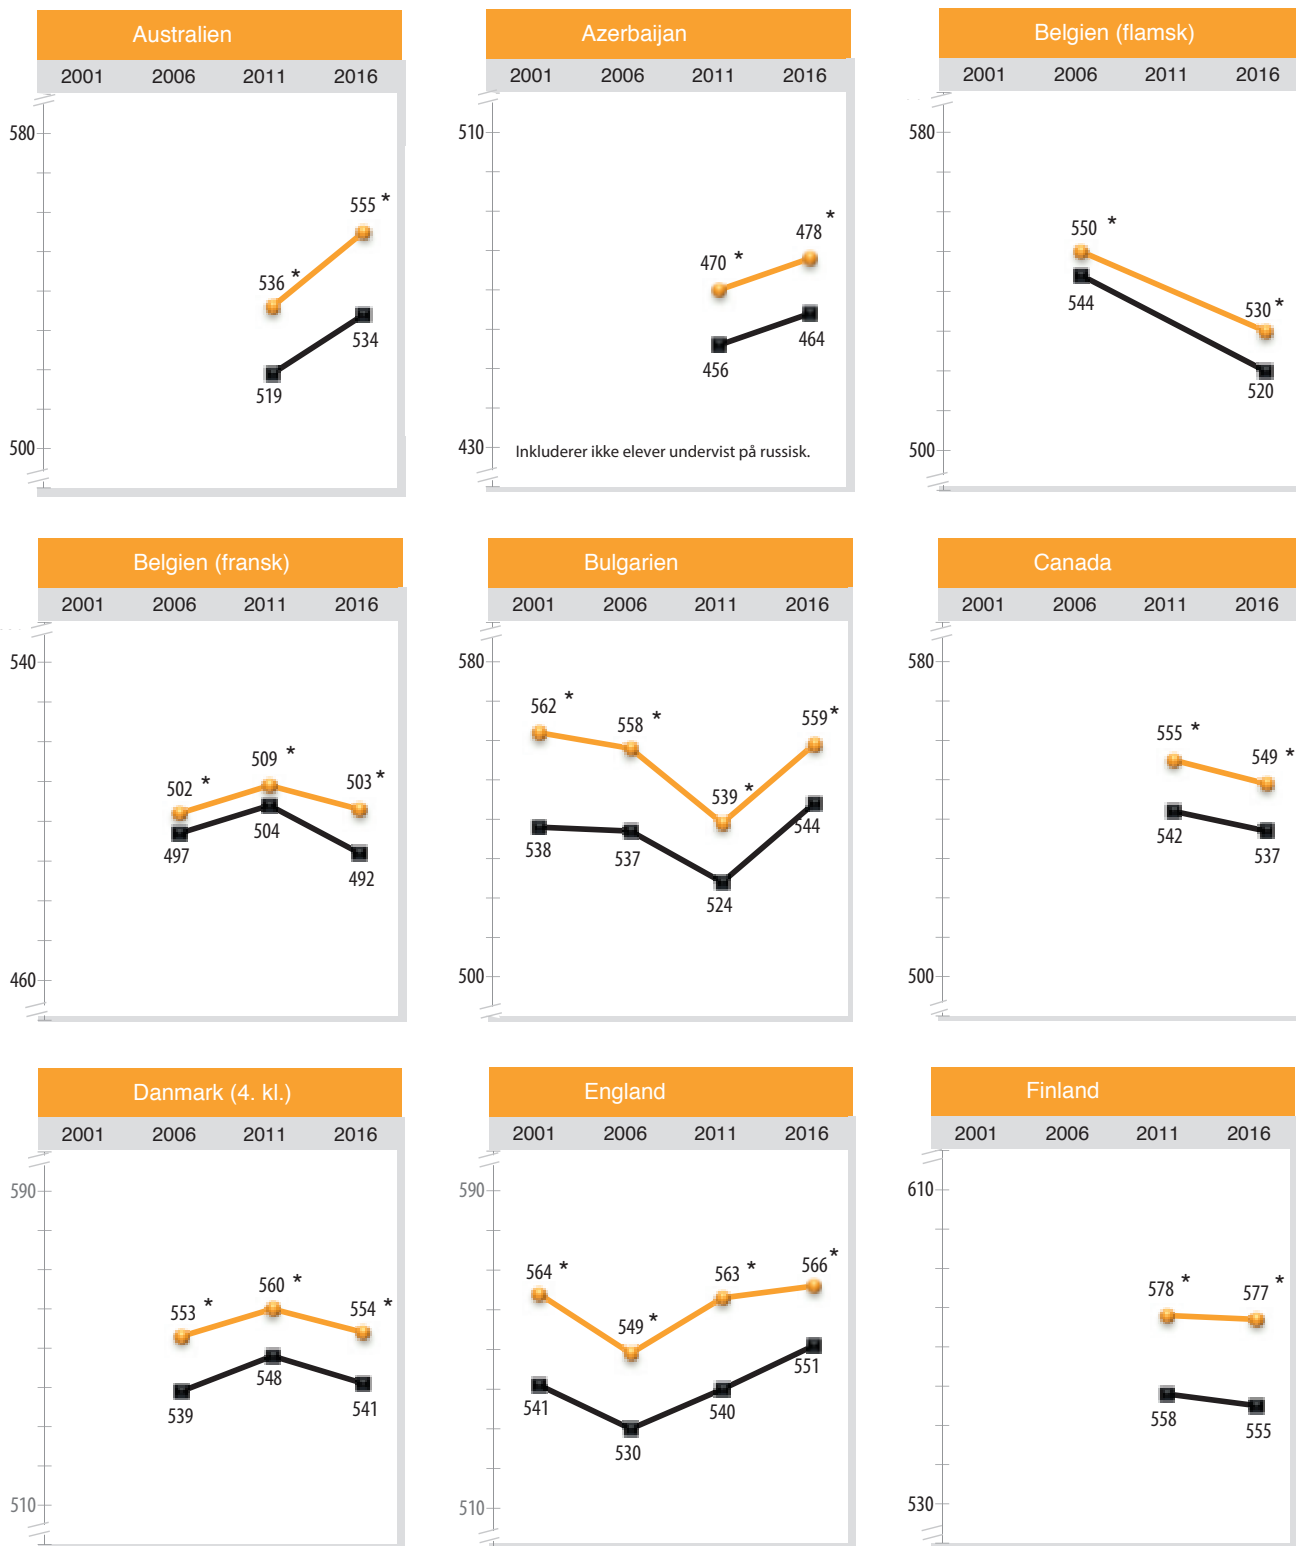 Australien
2001 2006 2011 2016
580
555 *
536 *
534
519
500
Azerbaijan
2001 2006 2011 2016
510
478 *
470 *
464
456
430
Inkluderer ikke elever undervist på russisk.
Belgien (flamsk)
2001 2006 2011 2016
580
550 *
544
530 *
520
500
Belgien (fransk)
2001 2006 2011 2016
540
502 * 509 * 503 *
497 504 492
460
Bulgarien
2001 2006 2011 2016
580
562 * 558 * 539 * 559 *
538 537 524 544
500
Canada
2001 2006 2011 2016
580
555 * 549 *
542 537
500
Danmark (4. kl.)
2001 2006 2011 2016
590
553 * 560 * 554 *
539 548 541
510
England
2001 2006 2011 2016
590
564 * 549 * 563 * 566 *
541 530 540 551
510
Finland
2001 2006 2011 2016
610
578 * 577 *
558 555
530